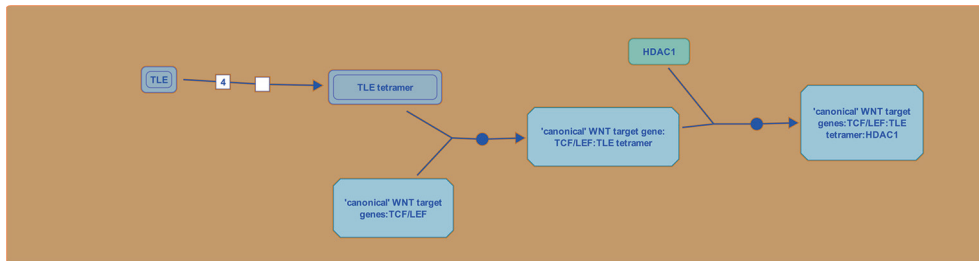 HDAC1
TLE
4
TLE tetramer
'canonical' WNT target gene:
TCF/LEF:TLE tetramer
'canonical' WNT target
genes:TCF/LEF:TLE
tetramer:HDAC1
'canonical' WNT target
genes:TCF/LEF